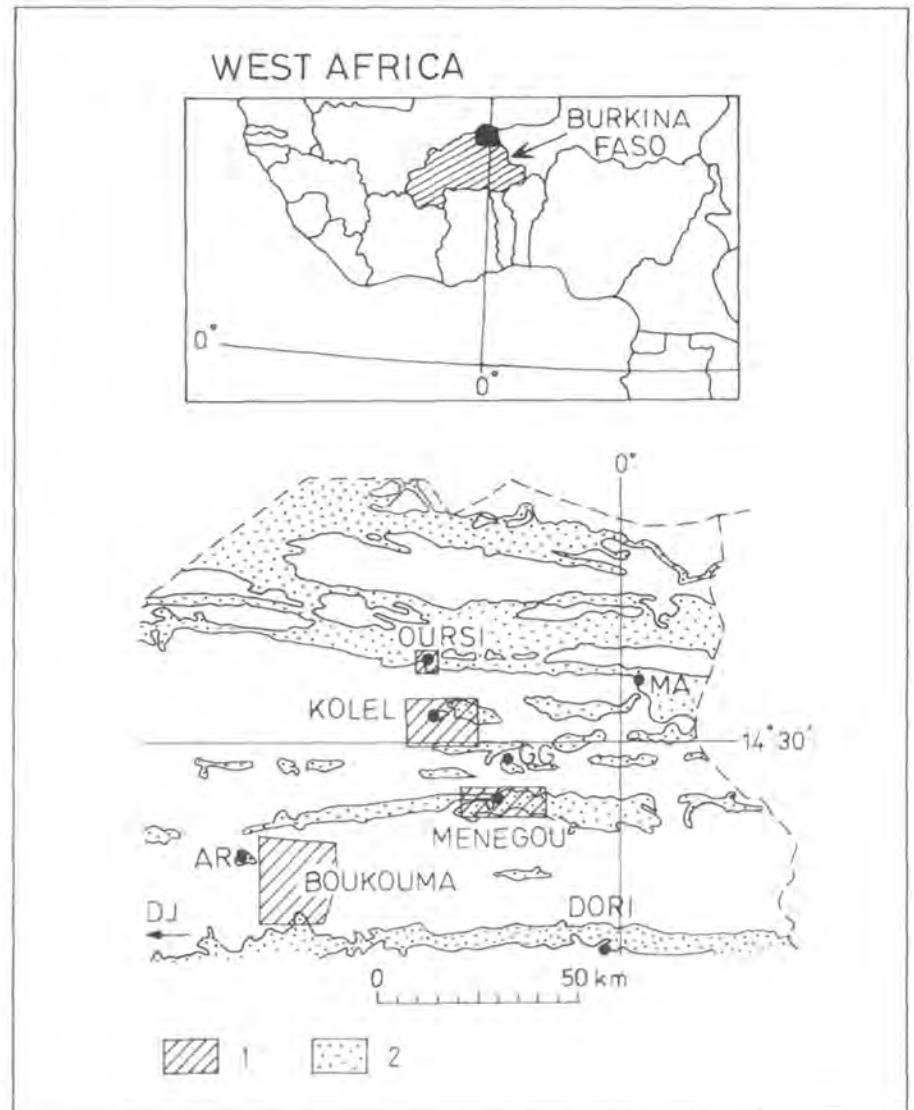 WEST AFRICA
BURKINA
FASO
0°
0°
0°
OURSI
MA
KOLEL
14°30'
GG
MENEGOU
AR
BOUKOUMA
DJ
DORI
0 50 km
1 2